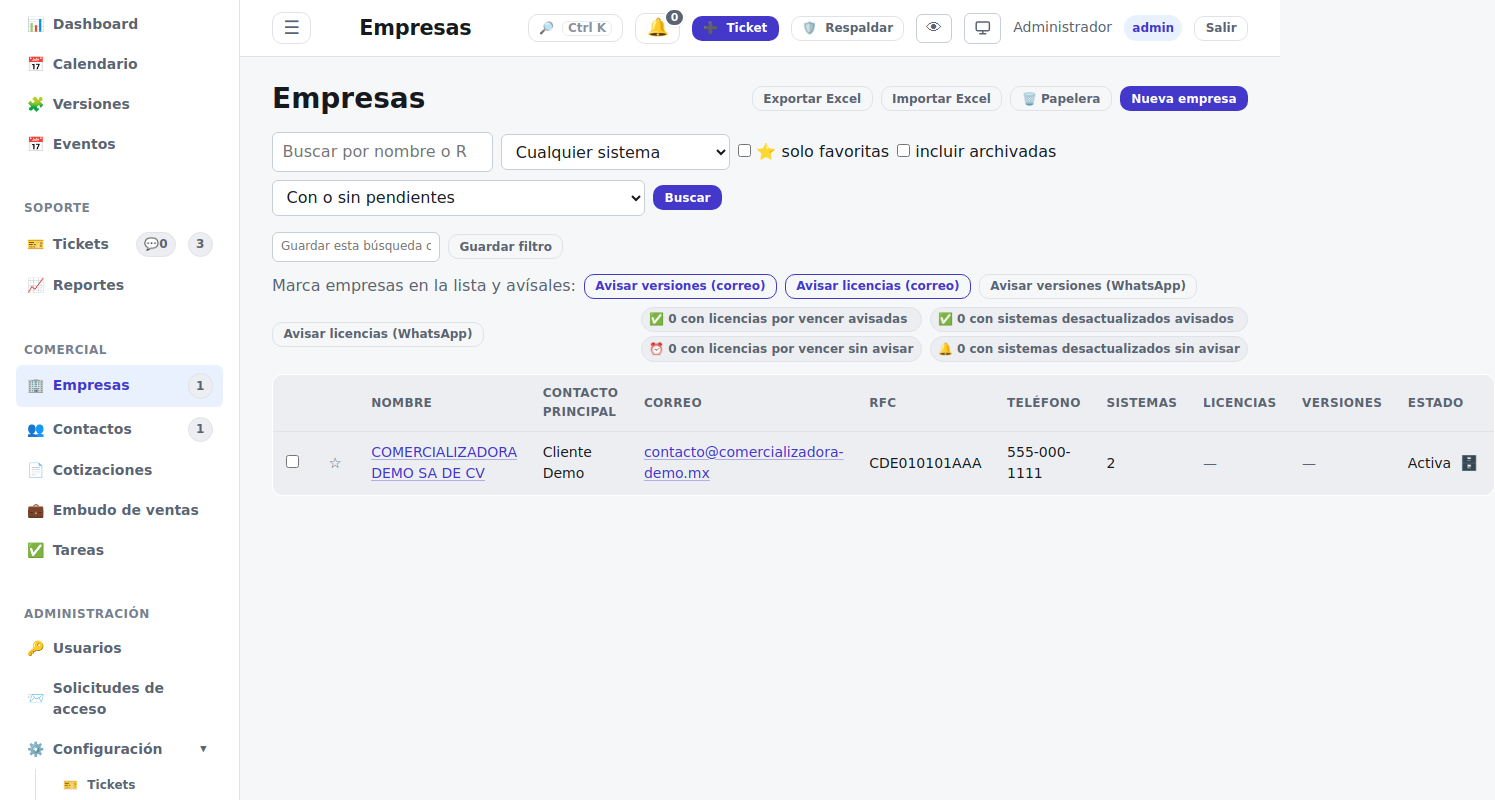 Dashboard
Calendario
Versiones
Eventos
SOPORTE
Tickets 0 3
Reportes
COMERCIAL
Empresas 1
Contactos 1
Cotizaciones
Embudo de ventas
Tareas
ADMINISTRACIÓN
Usuarios
Solicitudes de
acceso
Configuración
Tickets
Empresas Ctrl K 0 Ticket Respaldar Administrador admin Salir
Empresas Exportar Excel Importar Excel Papelera Nueva empresa
Buscar por nombre o R Cualquier sistema solo favoritas incluir archivadas
Con o sin pendientes Buscar
Guardar esta búsqueda c Guardar filtro
Marca empresas en la lista y avísales: Avisar versiones (correo) Avisar licencias (correo) Avisar versiones (WhatsApp)
Avisar licencias (WhatsApp) 0 con licencias por vencer avisadas 0 con sistemas desactualizados avisados
0 con licencias por vencer sin avisar 0 con sistemas desactualizados sin avisar
NOMBRE CONTACTO PRINCIPAL CORREO RFC TELÉFONO SISTEMAS LICENCIAS VERSIONES ESTADO
COMERCIALIZADORA DEMO SA DE CV Cliente Demo contacto@comercializadora-demo.mx CDE010101AAA 555-000-1111 2 — — Activa